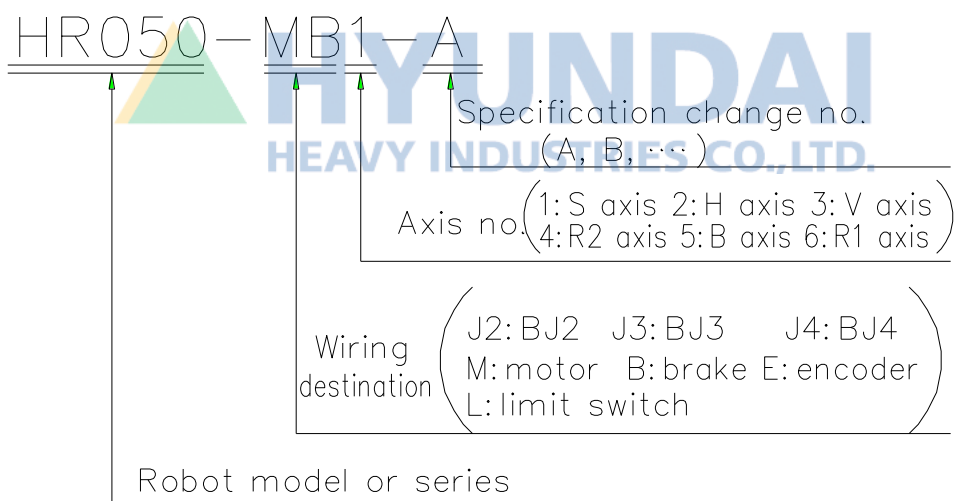 HR050-MB1-A
HYUNDAI
HEAVY INDUSTRIES CO.,LTD.
Specification change no.
(A, B, ····)
Axis no.
(1:S axis 2:H axis 3:V axis
4:R2 axis 5:B axis 6:R1 axis)
Wiring
destination
(J2:BJ2 J3:BJ3 J4:BJ4
M:motor B:brake E:encoder
L:limit switch)
Robot model or series